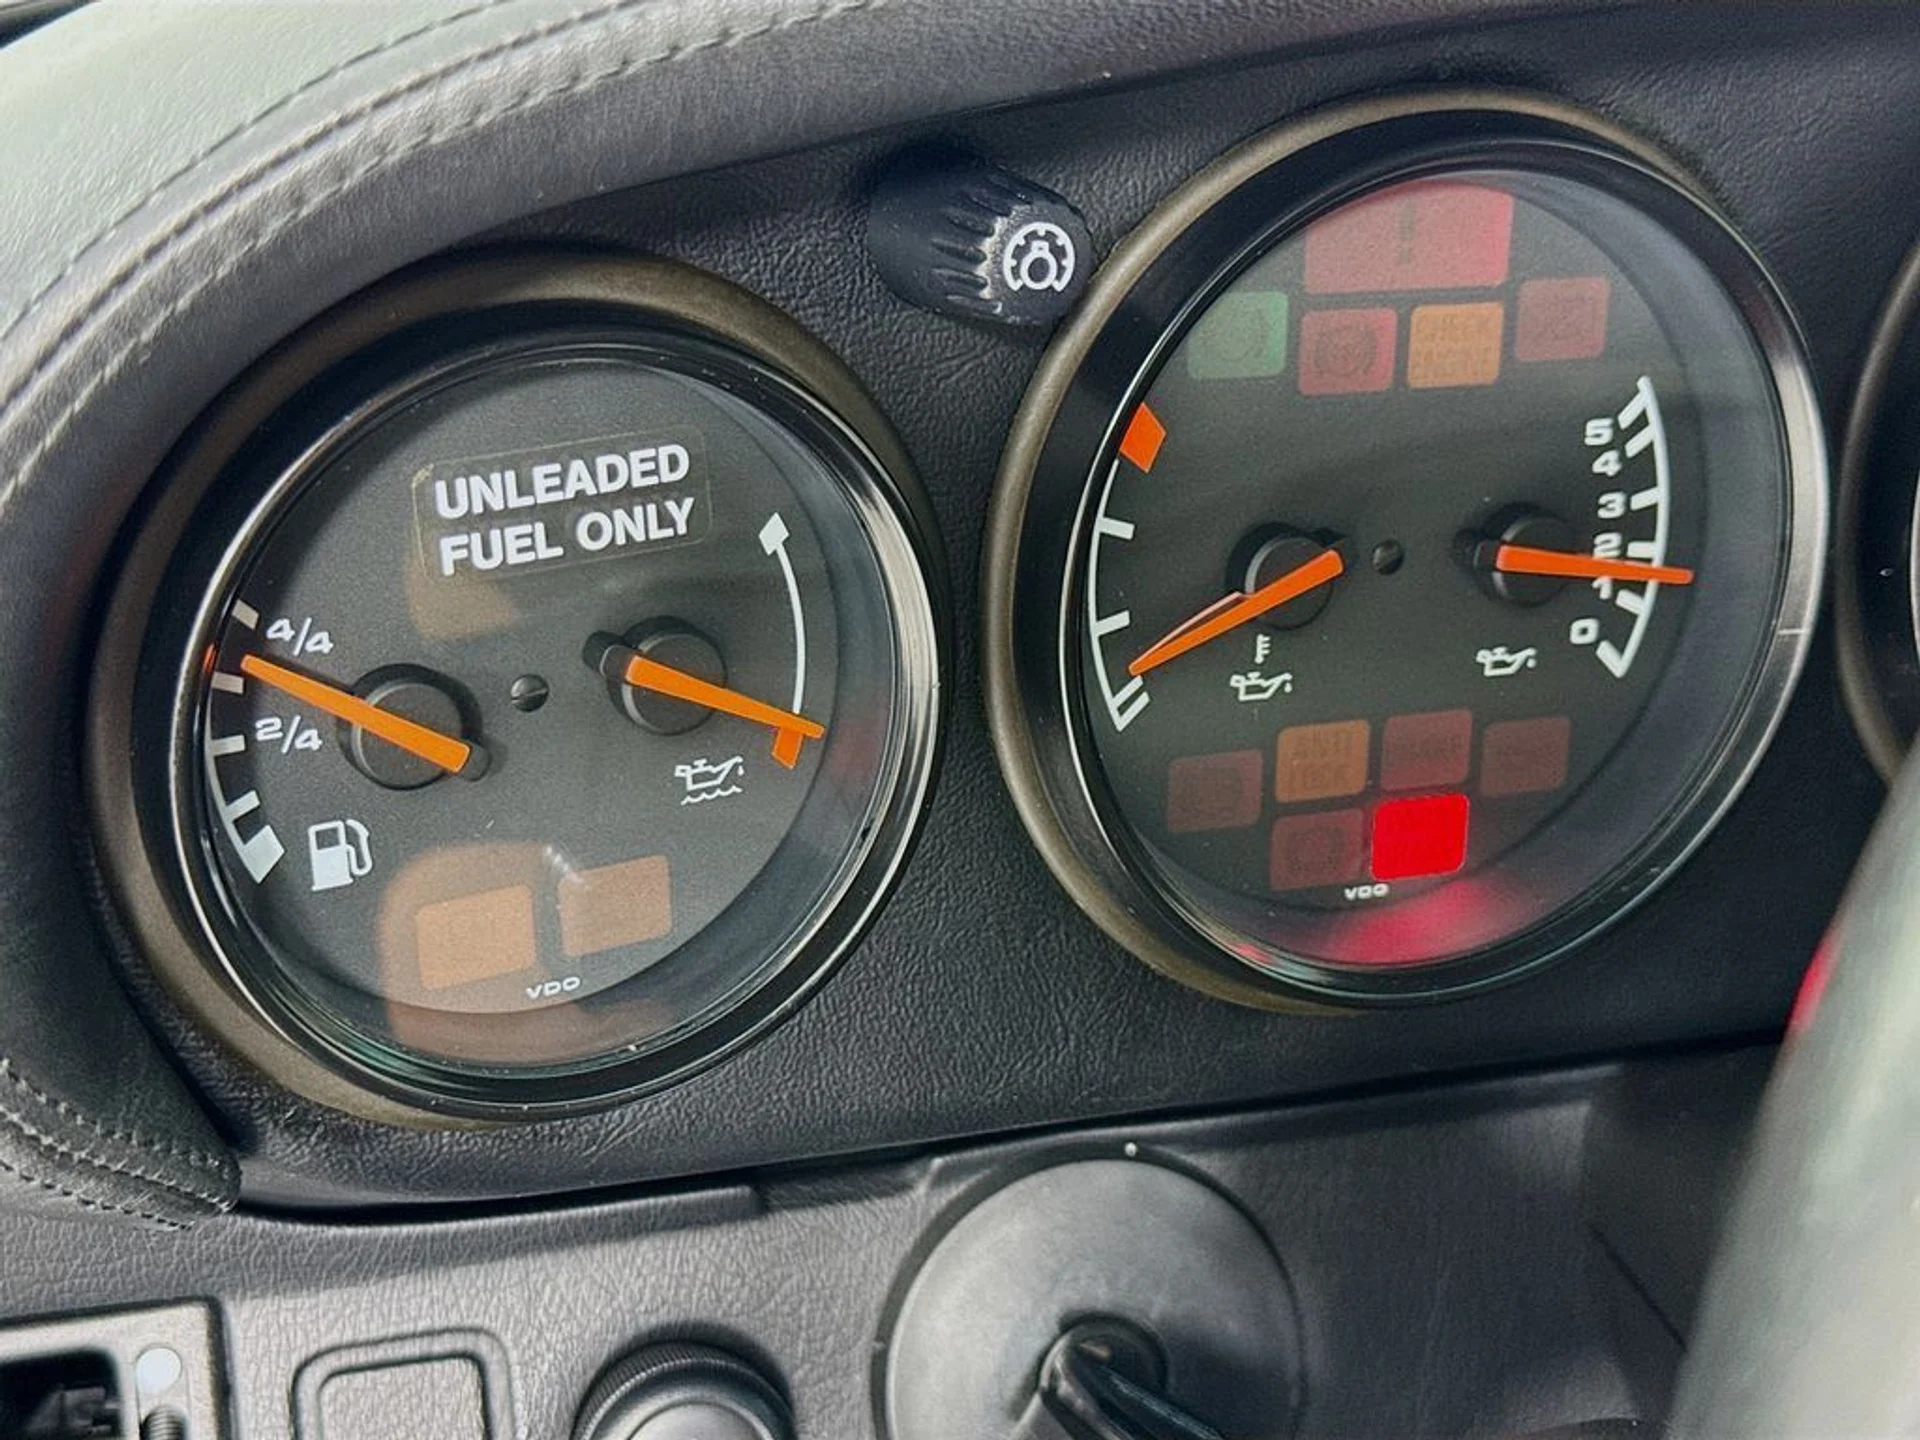 UNLEADED
FUEL ONLY
4/4
2/4
VDO
CHECK
ENGINE
5
4
3
2
1
0
ANTI
LOCK
VDO